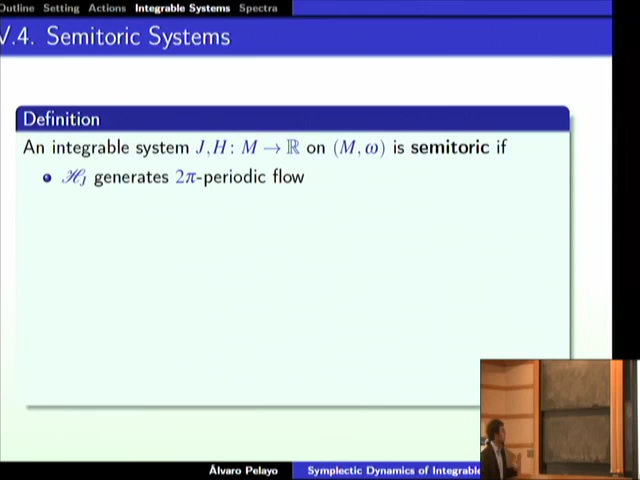 Outline Setting Actions Integrable Systems Spectra
V.4. Semitoric Systems
Definition
An integrable system J,H: M → ℝ on (M, ω) is semitoric if
ℋ_J generates 2π-periodic flow
Álvaro Pelayo Symplectic Dynamics of Integrable